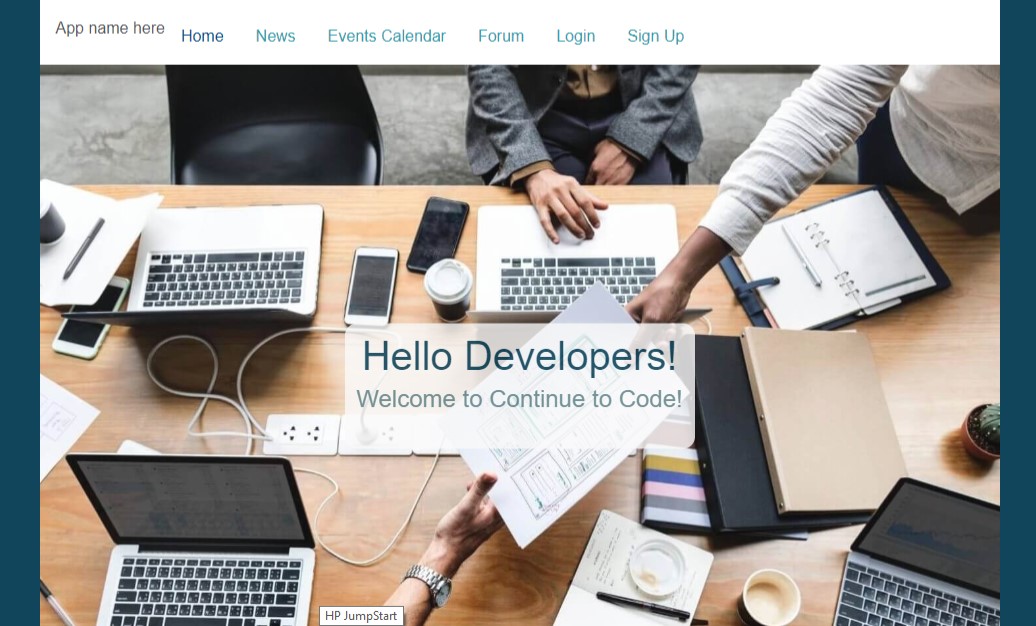 App name here Home News Events Calendar Forum Login Sign Up
Hello Developers!
Welcome to Continue to Code!
HP JumpStart